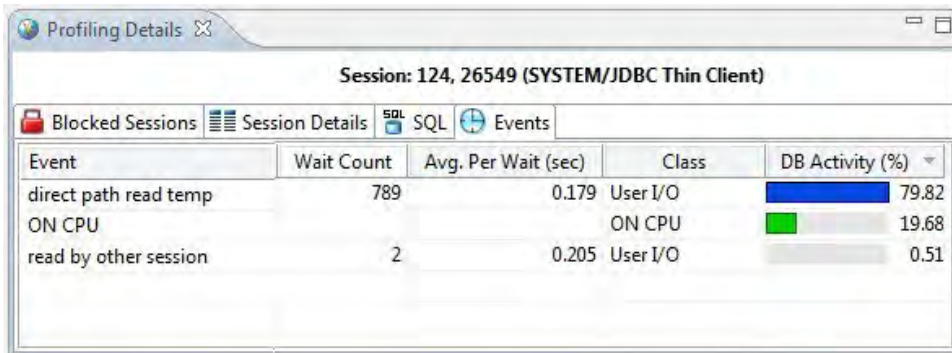 Profiling Details
Session: 124, 26549 (SYSTEM/JDBC Thin Client)
Blocked Sessions Session Details SQL SQL Events
Event Wait Count Avg. Per Wait (sec) Class DB Activity (%)
direct path read temp 789 0.179 User I/O 79.82
ON CPU ON CPU 19.68
read by other session 2 0.205 User I/O 0.51